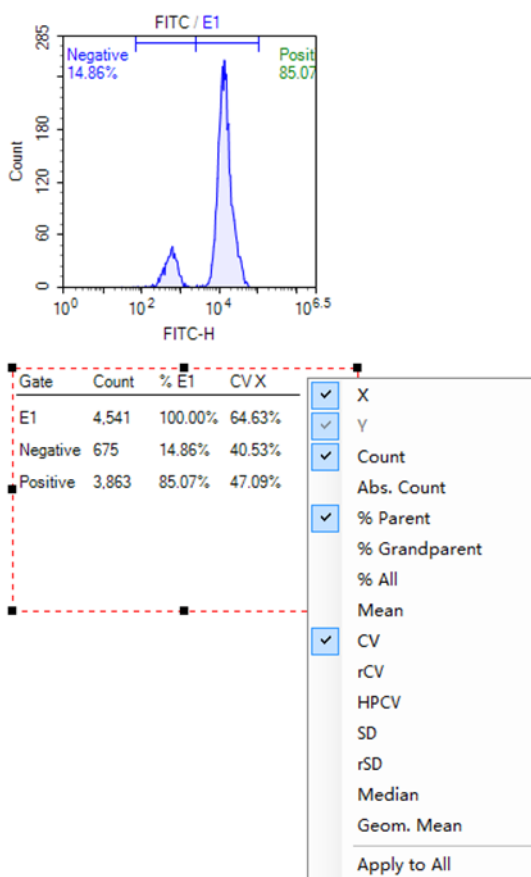 FITC / E1
285
Negative
14.86%
Posit
85.07
180
Count
120
60
0
10^0 10^2 10^4 10^6.5
FITC-H
Gate Count % E1 CV X
E1 4,541 100.00% 64.63%
Negative 675 14.86% 40.53%
Positive 3,863 85.07% 47.09%
X
Y
Count
Abs. Count
% Parent
% Grandparent
% All
Mean
CV
rCV
HPCV
SD
rSD
Median
Geom. Mean
Apply to All